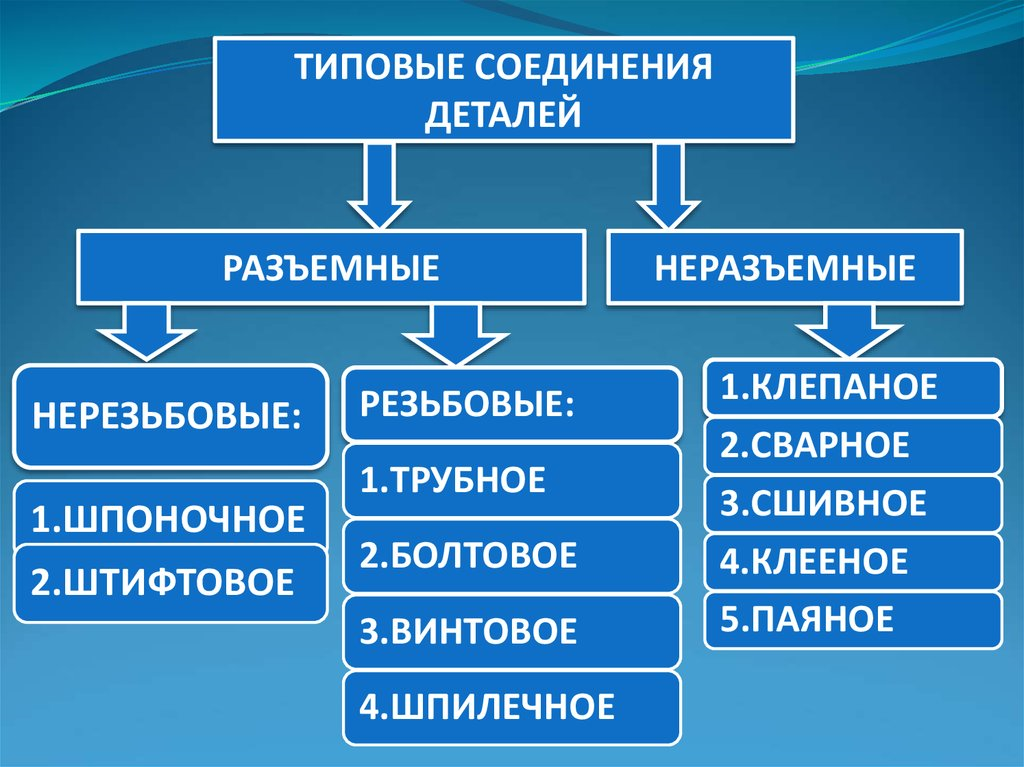 ТИПОВЫЕ СОЕДИНЕНИЯ
ДЕТАЛЕЙ
РАЗЪЕМНЫЕ
НЕРАЗЪЕМНЫЕ
НЕРЕЗЬБОВЫЕ:
1.ШПОНОЧНОЕ
2.ШТИФТОВОЕ
РЕЗЬБОВЫЕ:
1.ТРУБНОЕ
2.БОЛТОВОЕ
3.ВИНТОВОЕ
4.ШПИЛЕЧНОЕ
1.КЛЕПАНОЕ
2.СВАРНОЕ
3.СШИВНОЕ
4.КЛЕЕНОЕ
5.ПАЯНОЕ